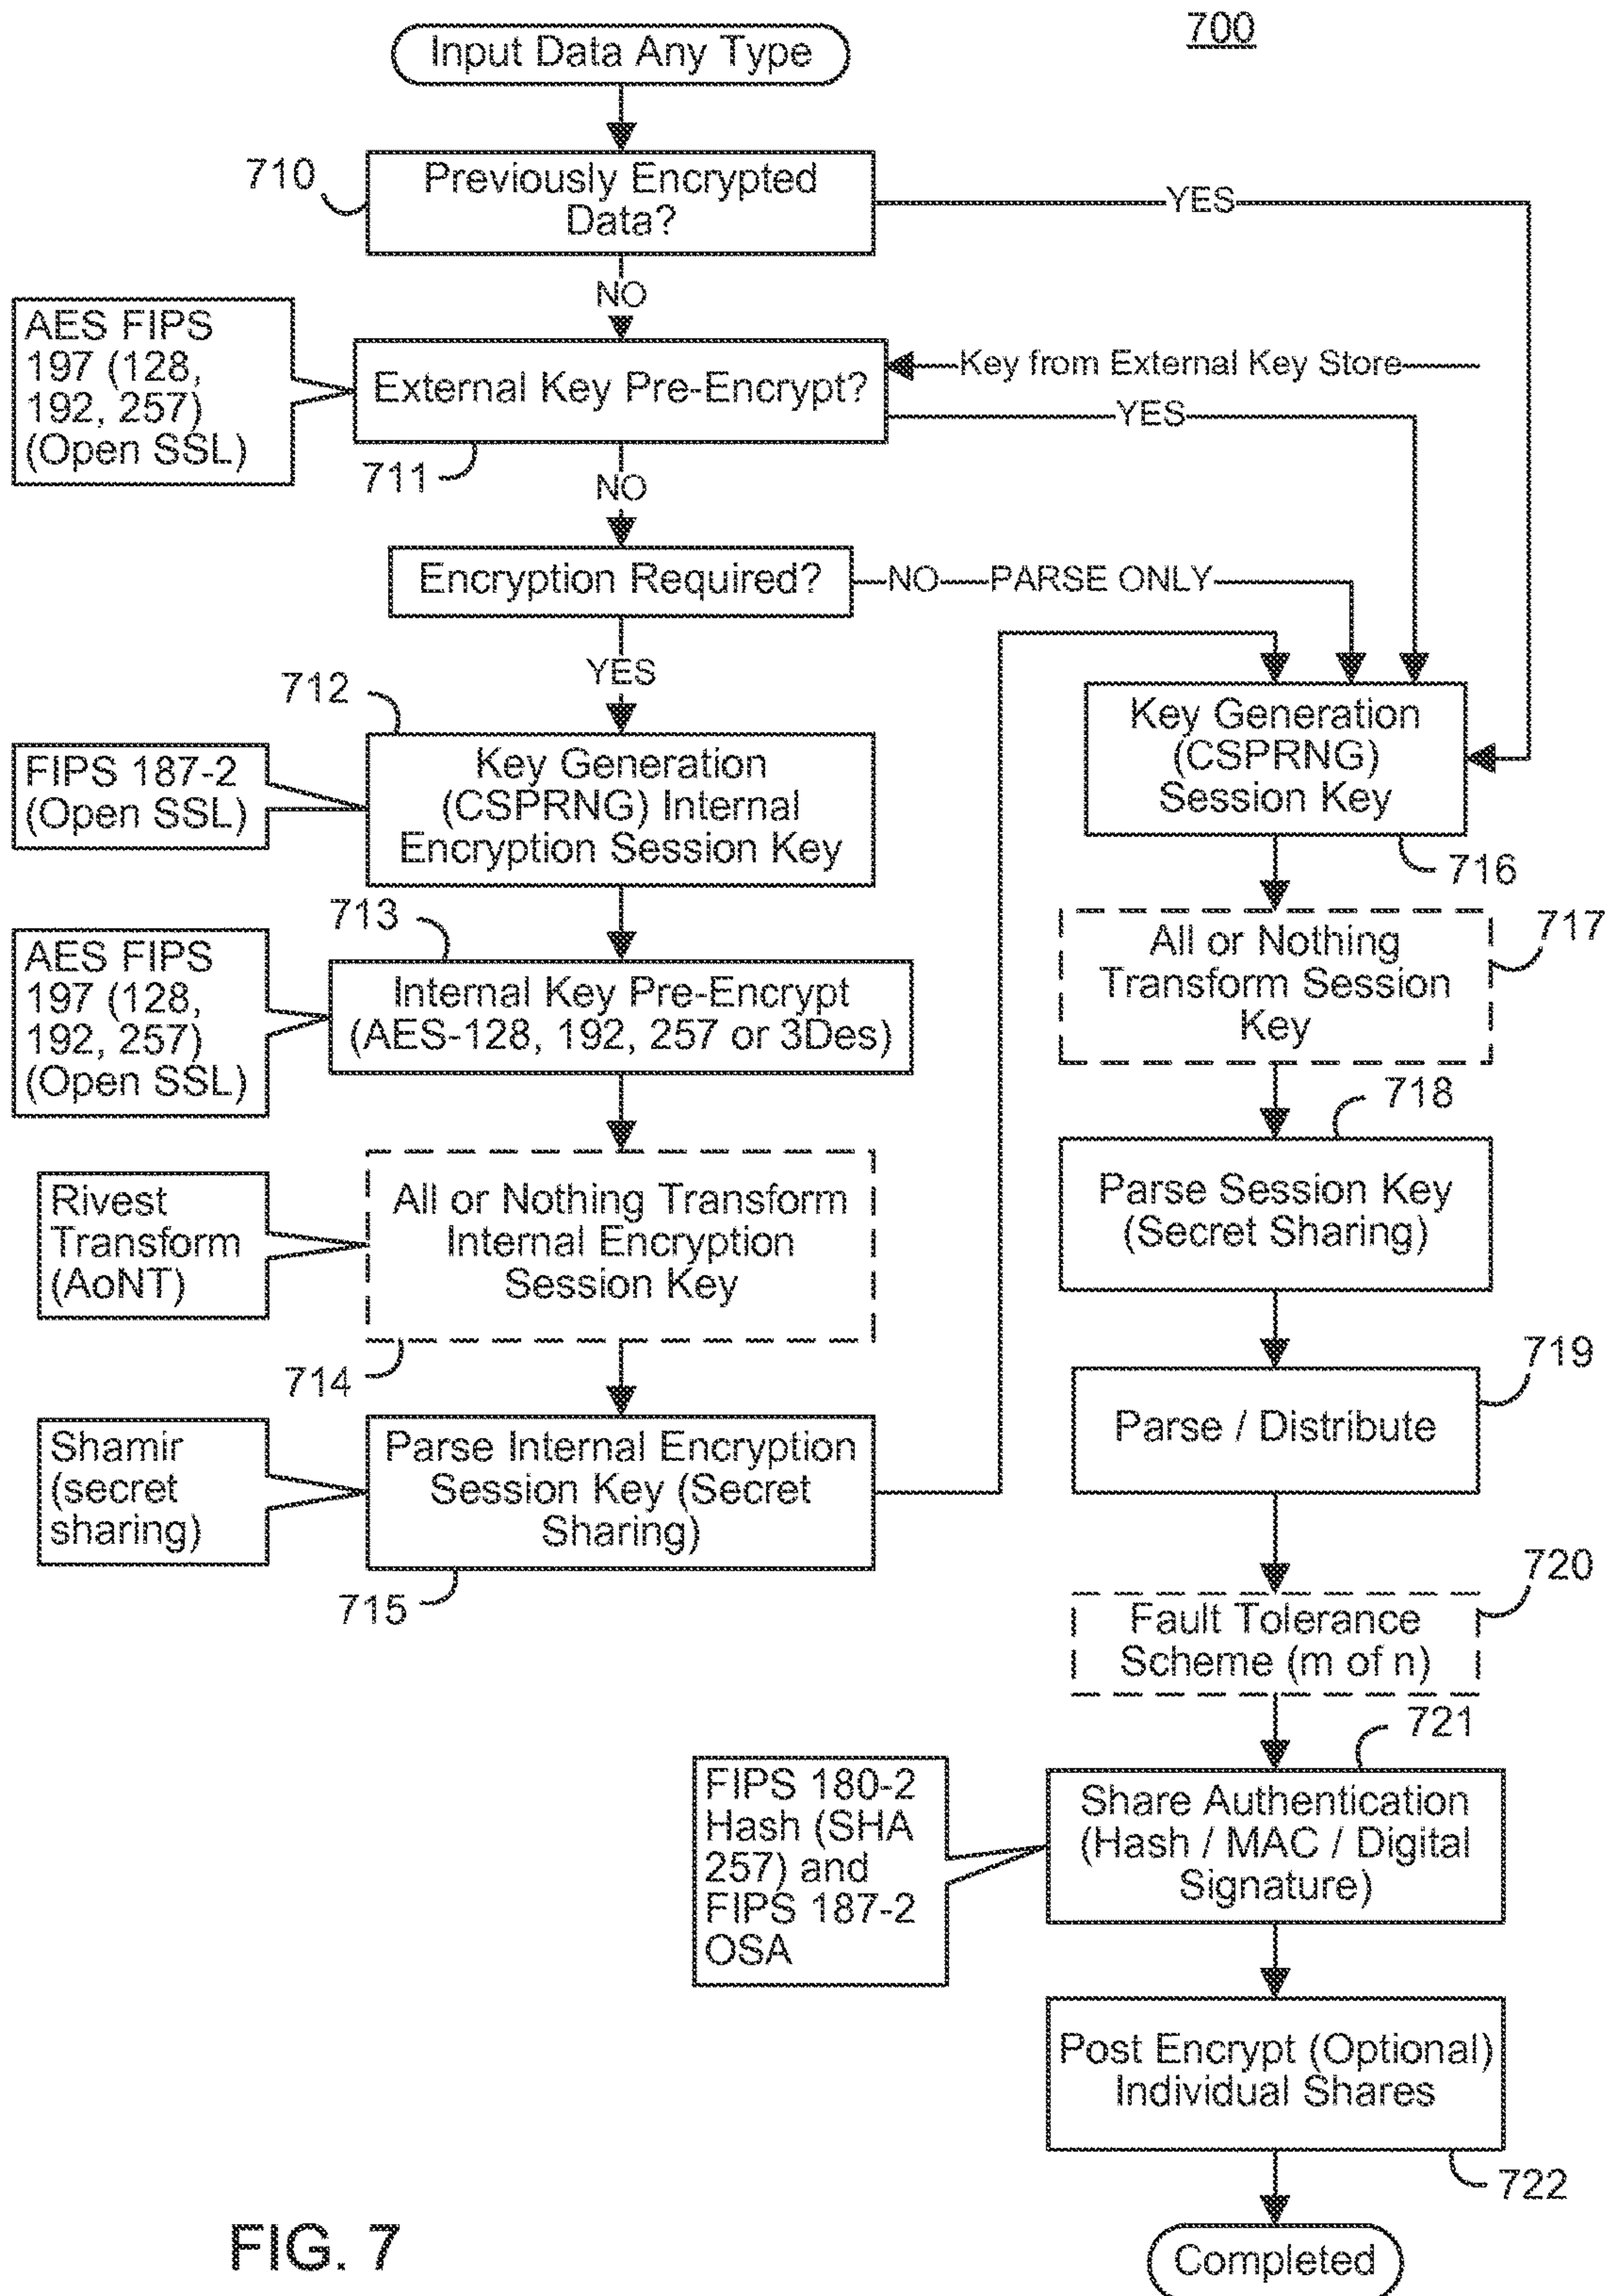 700
Input Data Any Type
710
Previously Encrypted
Data?
YES
NO
AES FIPS
197 (128,
192, 257)
(Open SSL)
External Key Pre-Encrypt?
Key from External Key Store
YES
711
NO
Encryption Required?
NO
PARSE ONLY
YES
712
FIPS 187-2
(Open SSL)
Key Generation
(CSPRNG) Internal
Encryption Session Key
Key Generation
(CSPRNG)
Session Key
716
713
AES FIPS
197 (128,
192, 257)
(Open SSL)
Internal Key Pre-Encrypt
(AES-128, 192, 257 or 3Des)
All or Nothing
Transform Session
Key
717
718
Rivest
Transform
(AoNT)
All or Nothing Transform
Internal Encryption
Session Key
714
Parse Session Key
(Secret Sharing)
719
Shamir
(secret
sharing)
Parse Internal Encryption
Session Key (Secret
Sharing)
715
Parse / Distribute
720
Fault Tolerance
Scheme (m of n)
721
FIPS 180-2
Hash (SHA
257) and
FIPS 187-2
OSA
Share Authentication
(Hash / MAC / Digital
Signature)
Post Encrypt (Optional)
Individual Shares
722
Completed
FIG. 7